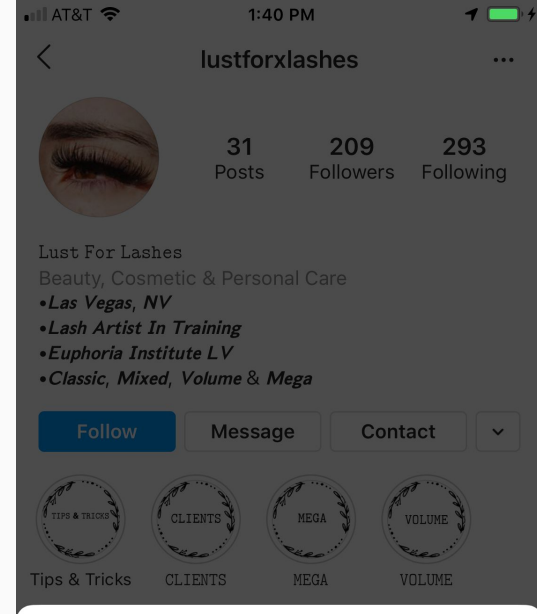 AT&T 1:40 PM
lustforxlashes
31 209 293
Posts Followers Following
Lust For Lashes
Beauty, Cosmetic & Personal Care
•Las Vegas, NV
•Lash Artist In Training
•Euphoria Institute LV
•Classic, Mixed, Volume & Mega
Follow Message Contact
TIPS & TRICKS CLIENTS MEGA VOLUME
Tips & Tricks CLIENTS MEGA VOLUME